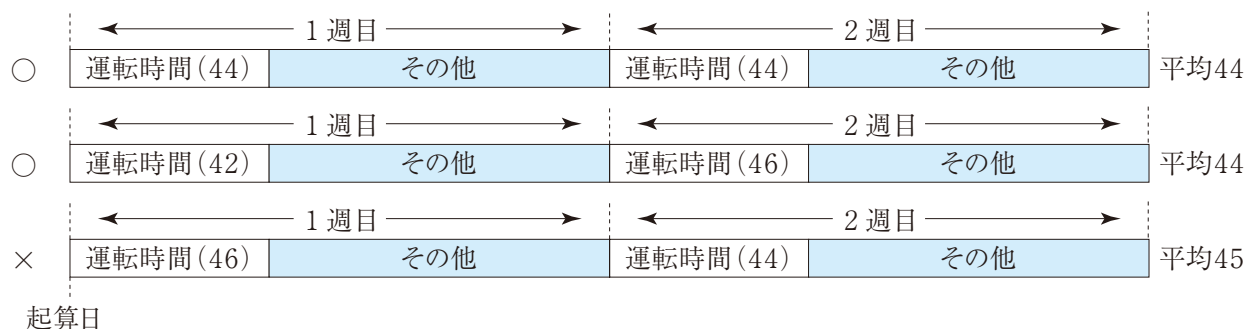 1週目 2週目
○ 運転時間(44) その他 運転時間(44) その他 平均44
1週目 2週目
○ 運転時間(42) その他 運転時間(46) その他 平均44
1週目 2週目
× 運転時間(46) その他 運転時間(44) その他 平均45
起算日